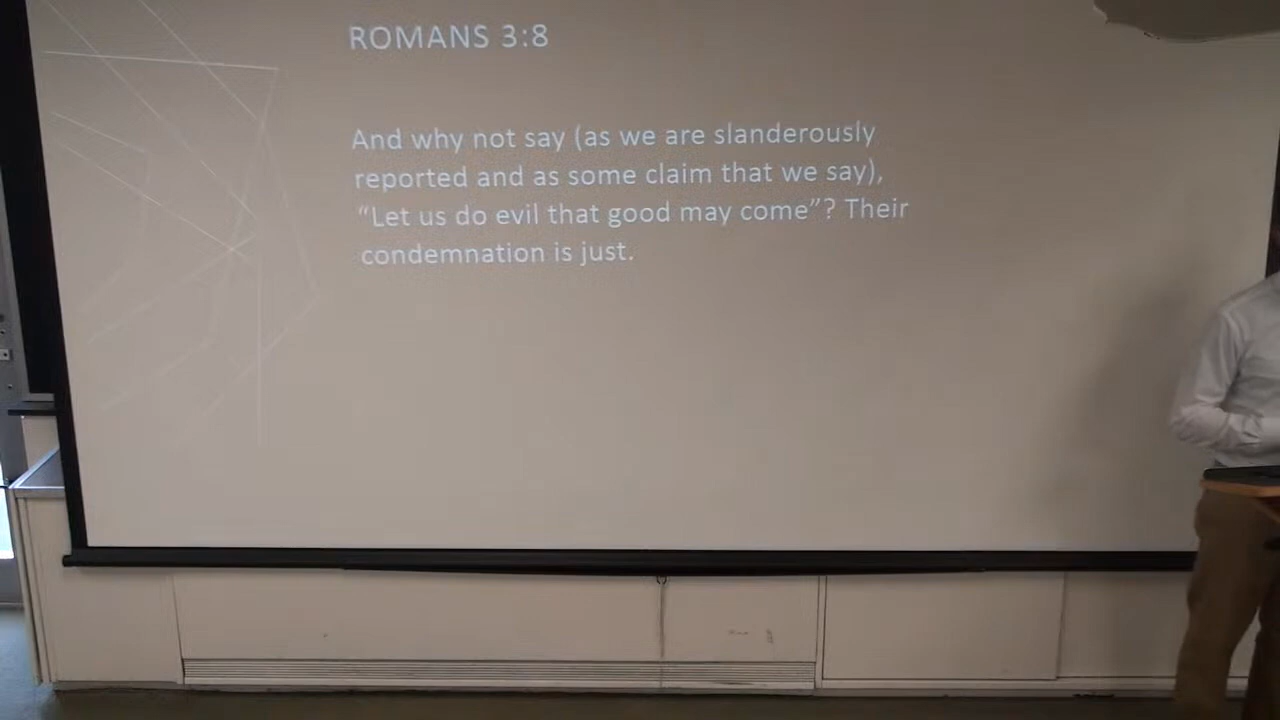 ROMANS 3:8
And why not say (as we are slanderously
reported and as some claim that we say),
“Let us do evil that good may come”? Their
condemnation is just.